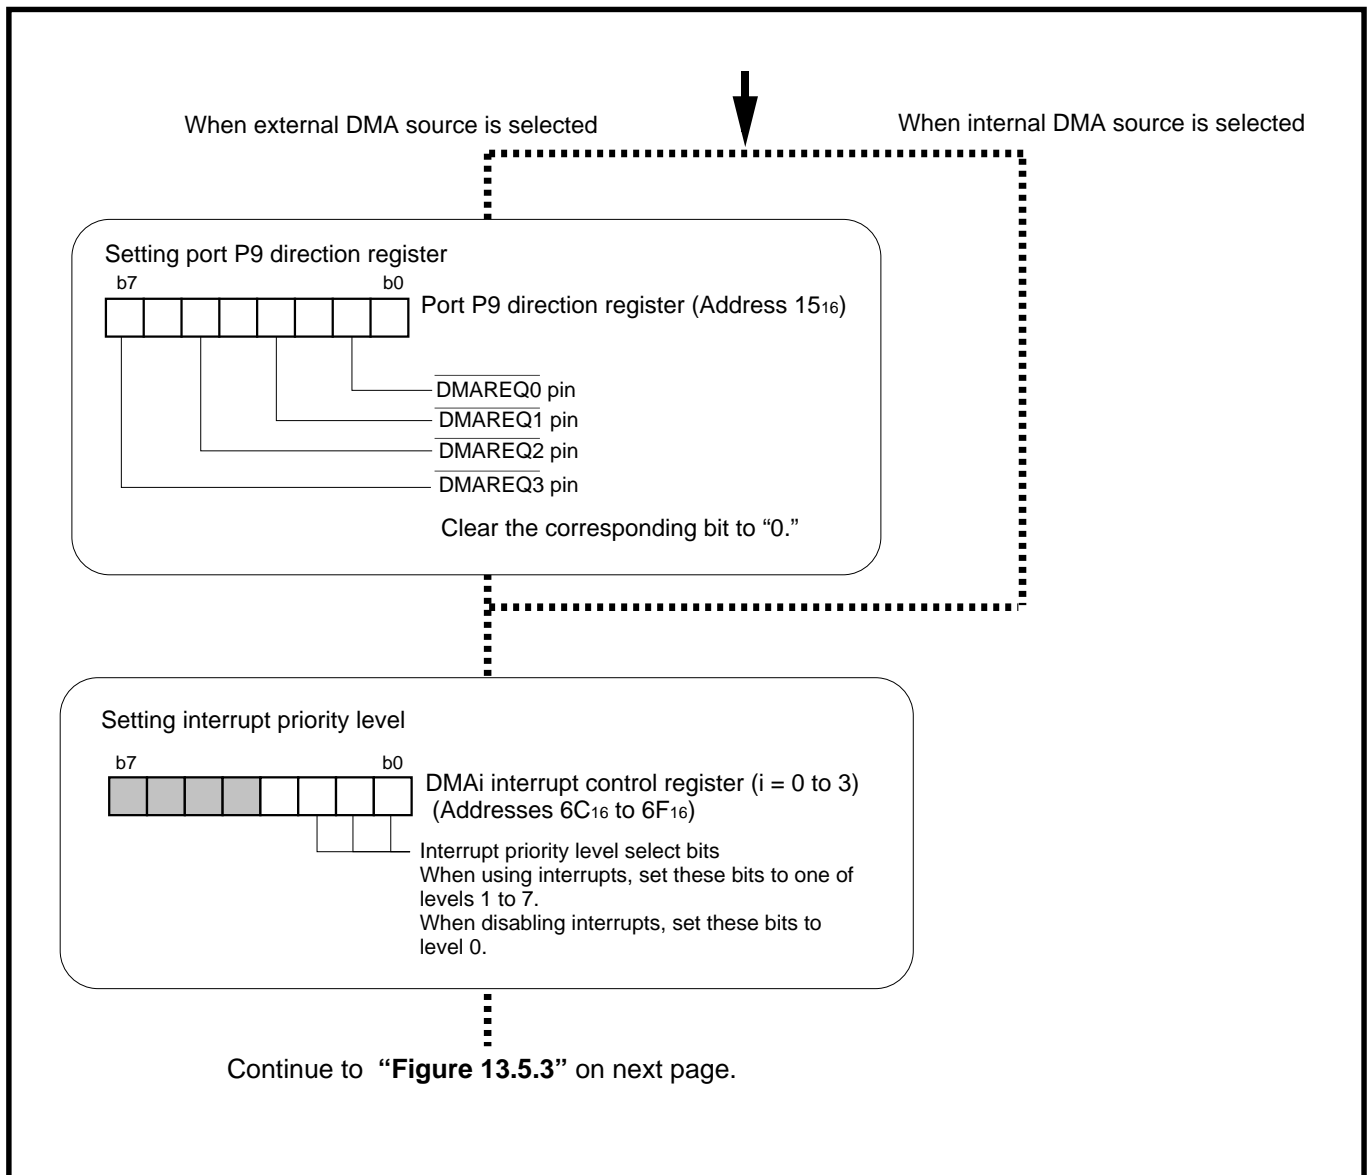 When external DMA source is selected
When internal DMA source is selected
Setting port P9 direction register
b7 b0
Port P9 direction register (Address 15₁₆)
DMAREQ0 pin
DMAREQ1 pin
DMAREQ2 pin
DMAREQ3 pin
Clear the corresponding bit to “0.”
Setting interrupt priority level
b7 b0
DMAi interrupt control register (i = 0 to 3)
(Addresses 6C₁₆ to 6F₁₆)
Interrupt priority level select bits
When using interrupts, set these bits to one of
levels 1 to 7.
When disabling interrupts, set these bits to
level 0.
Continue to “Figure 13.5.3” on next page.